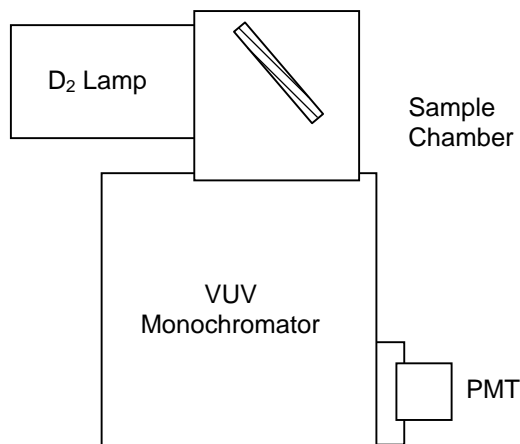 D₂ Lamp
Sample
Chamber
VUV
Monochromator
PMT